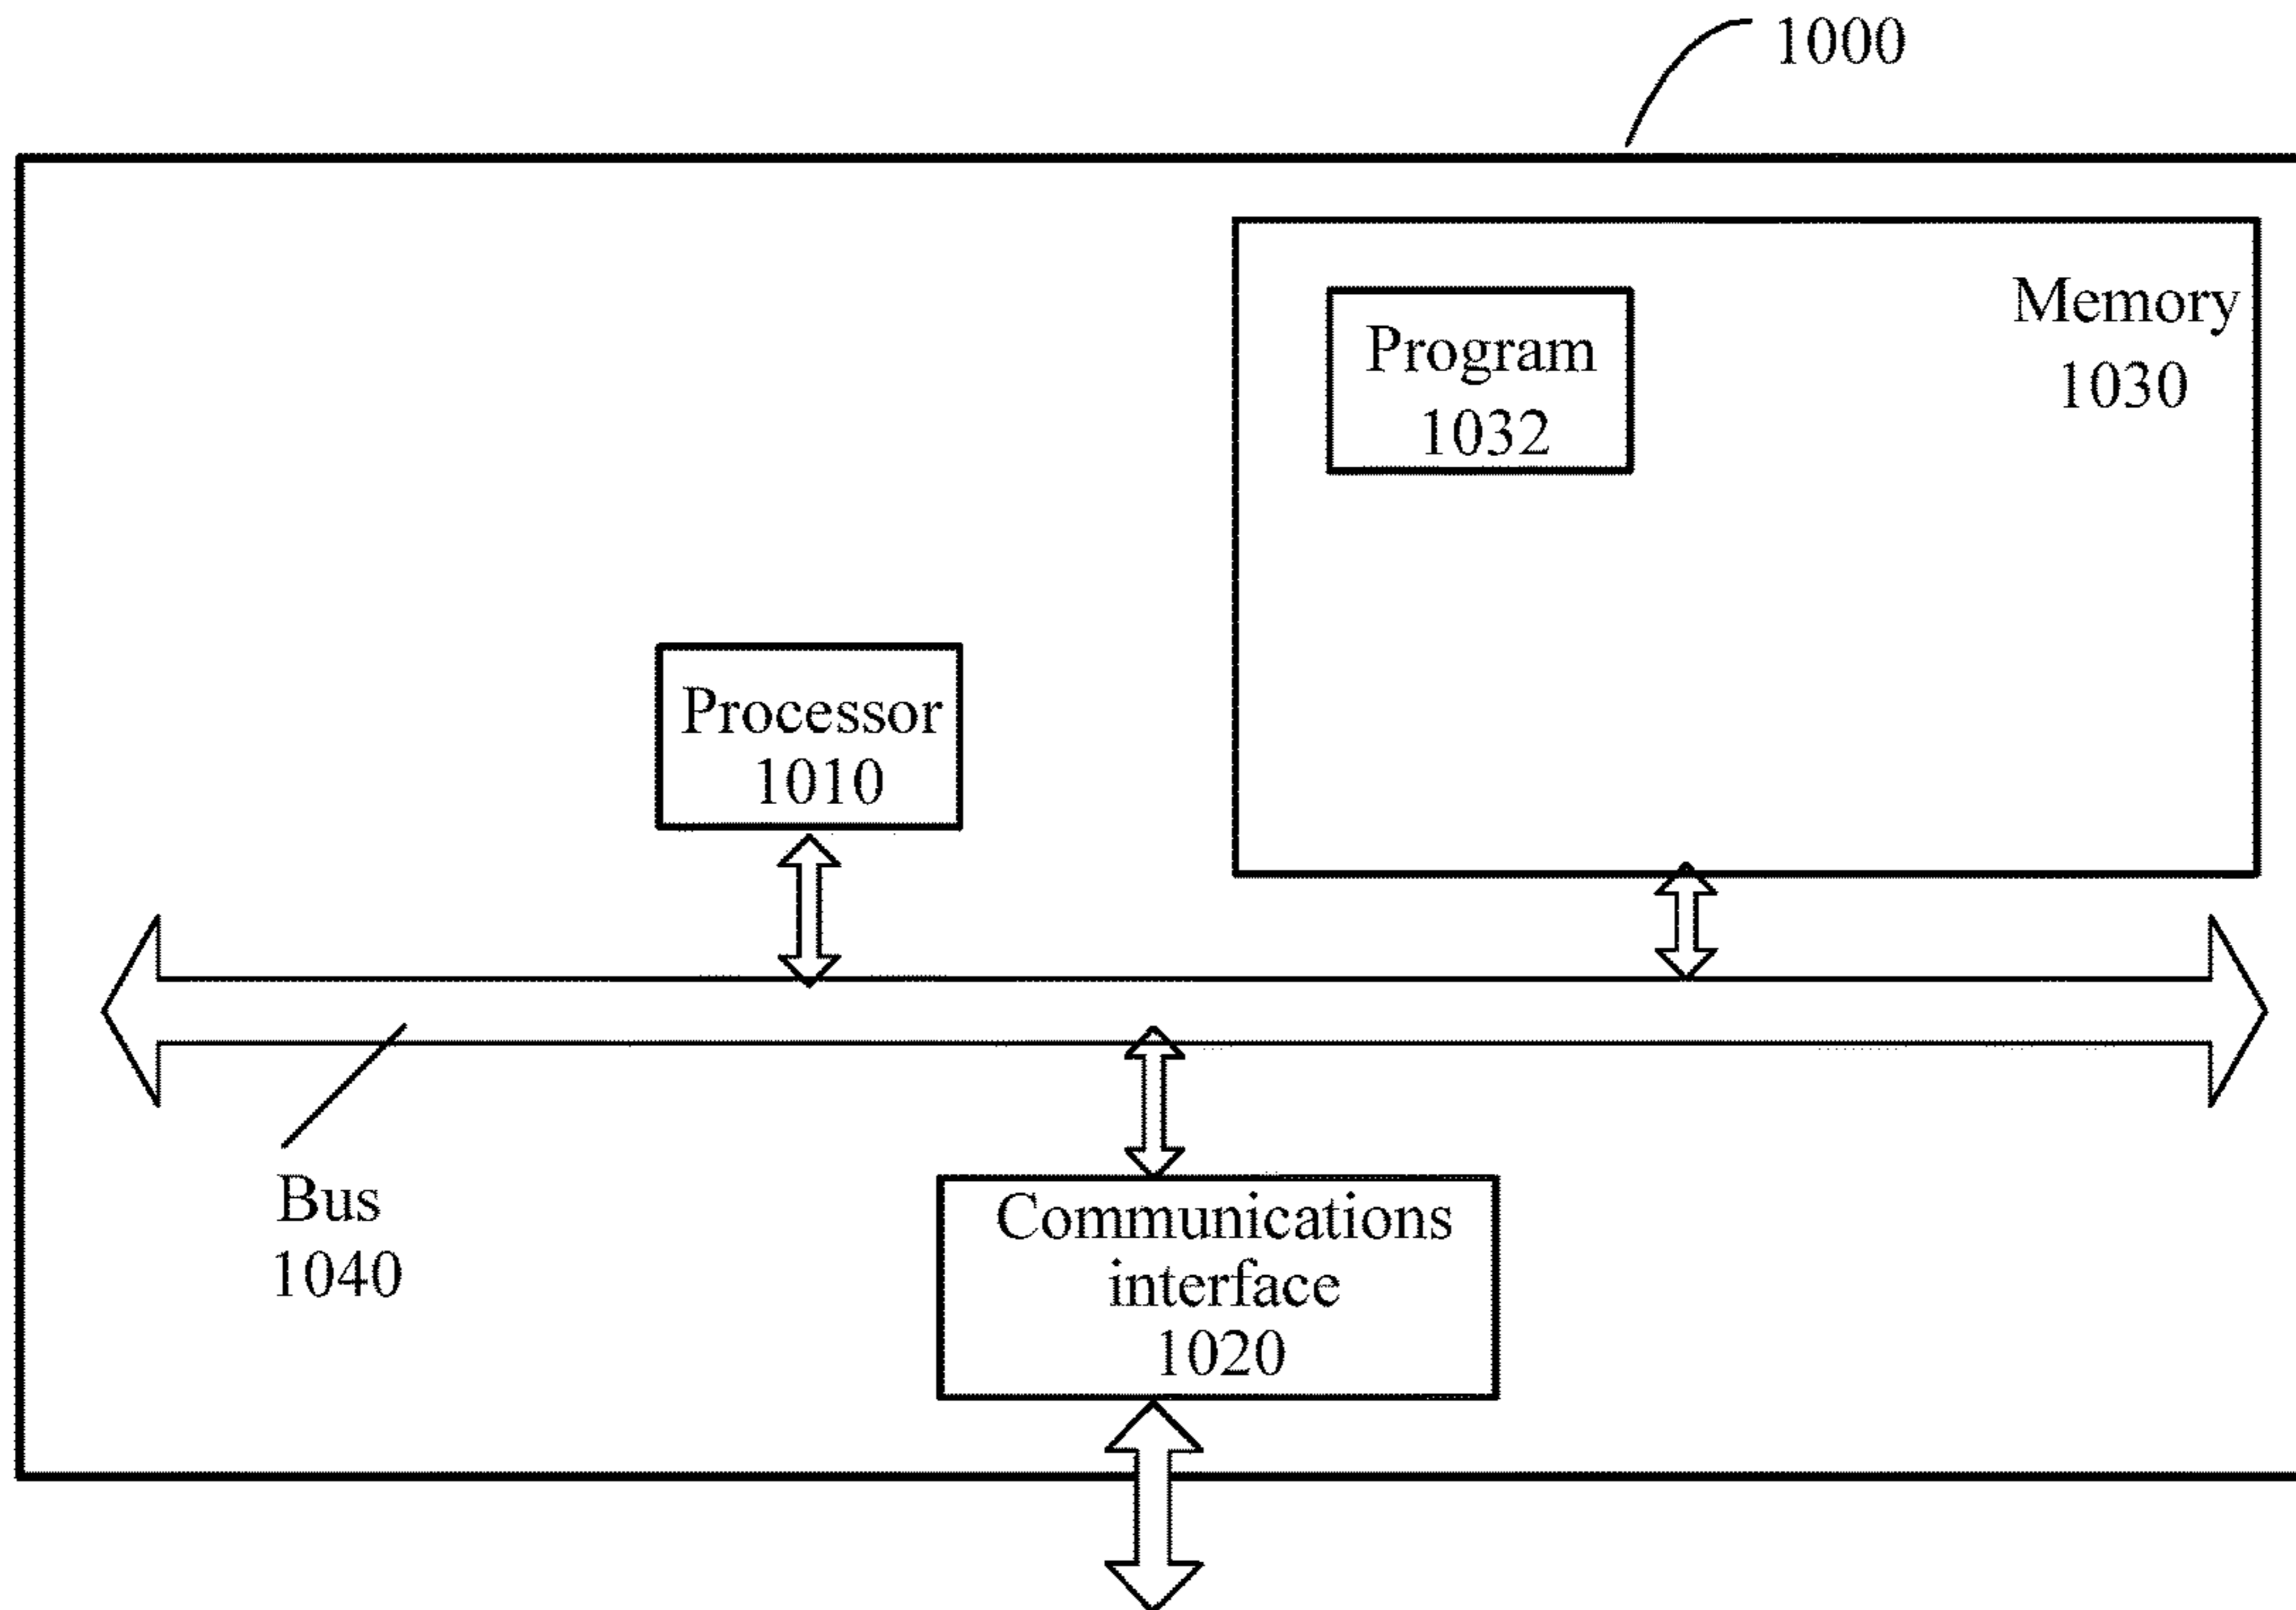 1000
Memory
1030
Program
1032
Processor
1010
Bus
1040
Communications
interface
1020